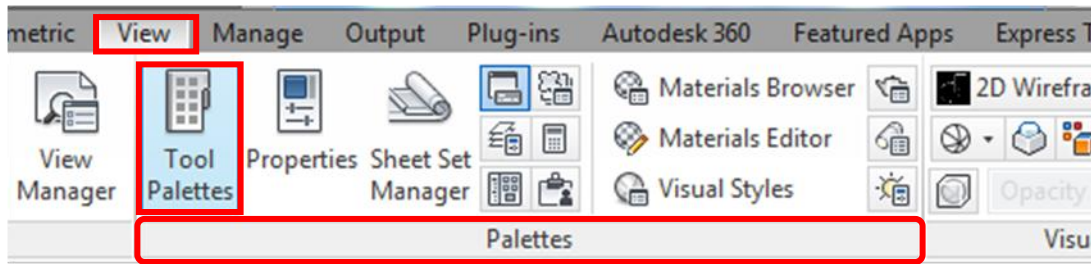 metric View Manage Output Plug-ins Autodesk 360 Featured Apps Express T
Materials Browser 2D Wirefra
Materials Editor
View Tool Properties Sheet Set
Manager Palettes Manager Visual Styles Opacity
Palettes Visu